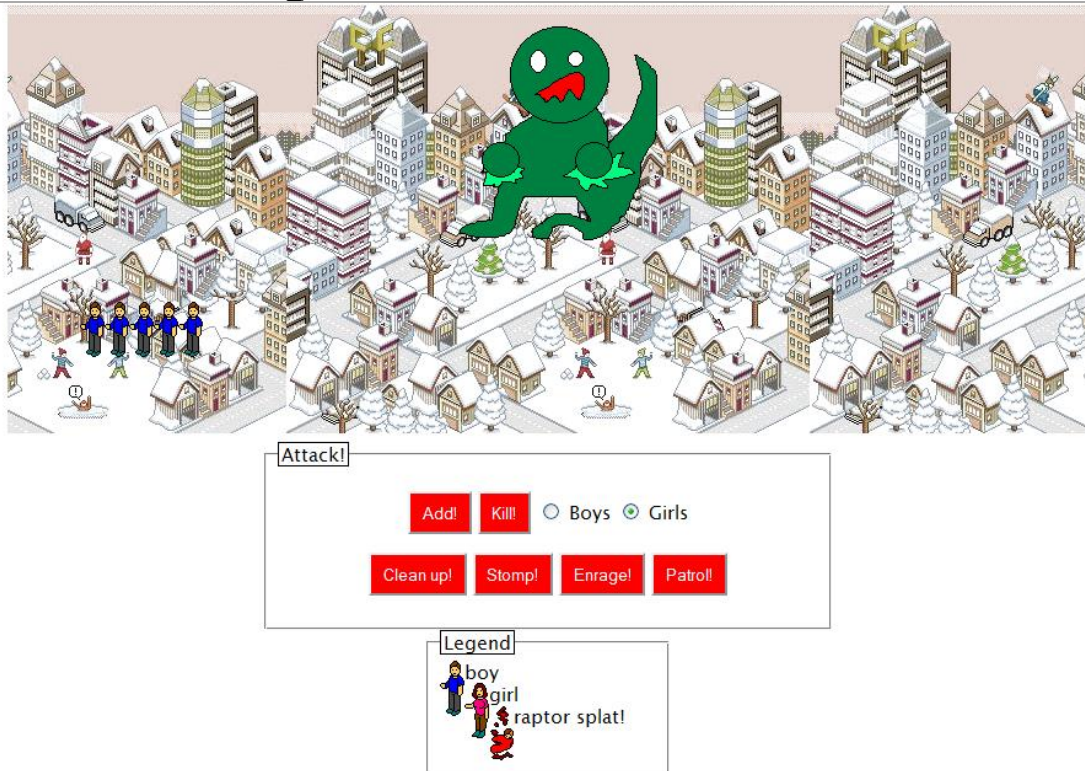 Attack!
Add! Kill! Boys Girls
Clean up! Stomp! Enrage! Patrol!
Legend
boy
girl
raptor splat!